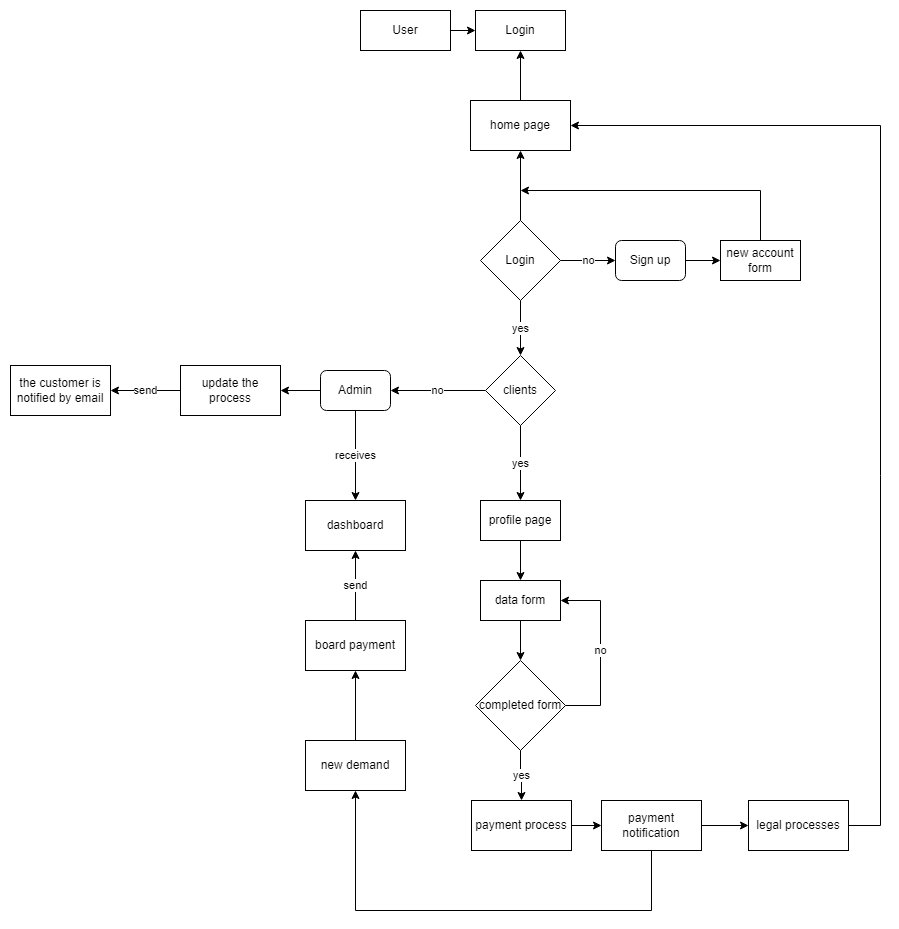 User
Login
home page
Login
no
Sign up
new account
form
yes
the customer is
notified by email
send
update the
process
Admin
no
clients
receives
yes
dashboard
profile page
send
data form
board payment
no
completed form
new demand
yes
payment process
payment
notification
legal processes